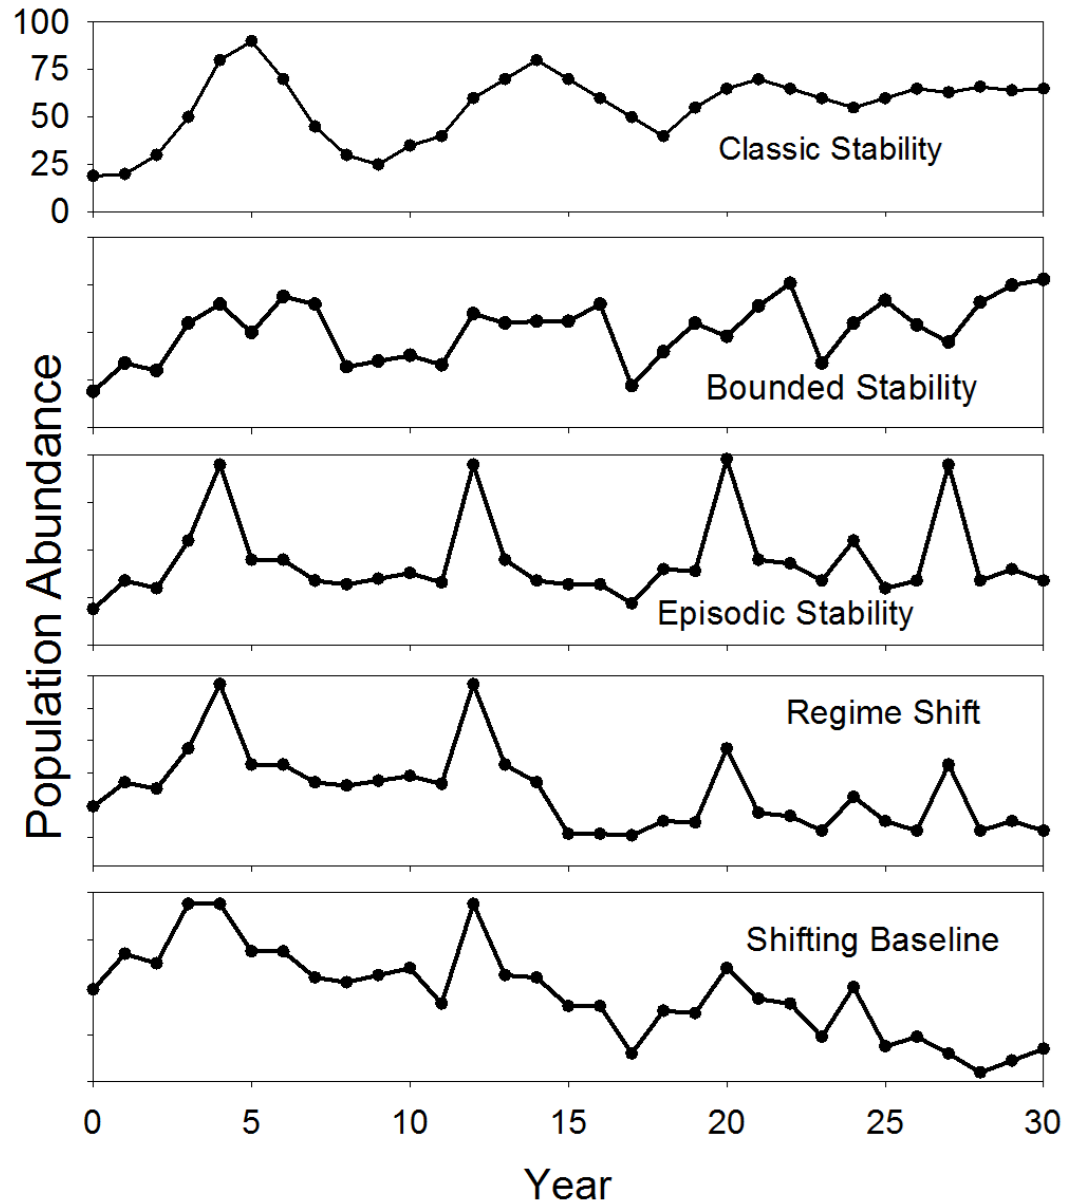 100
75
50
25
0
Classic Stability
Bounded Stability
Episodic Stability
Regime Shift
Shifting Baseline
Population Abundance
0 5 10 15 20 25 30
Year